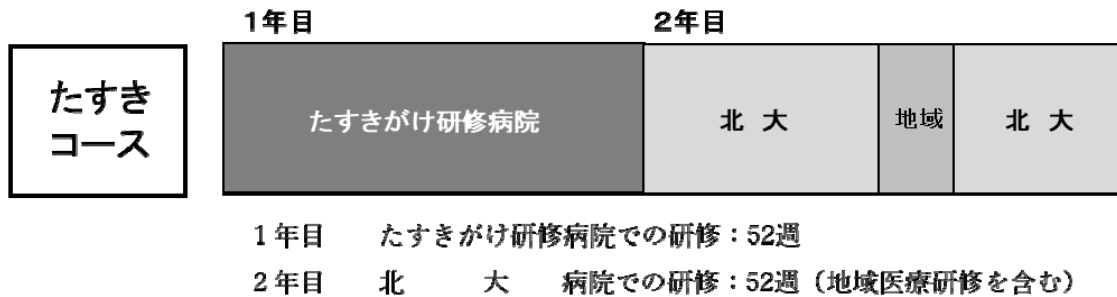 1年目
2年目
たすき
コース
たすきがけ研修病院
北 大
地域
北 大
1年目 たすきがけ研修病院での研修:52週
2年目 北 大 病院での研修:52週(地域医療研修を含む)